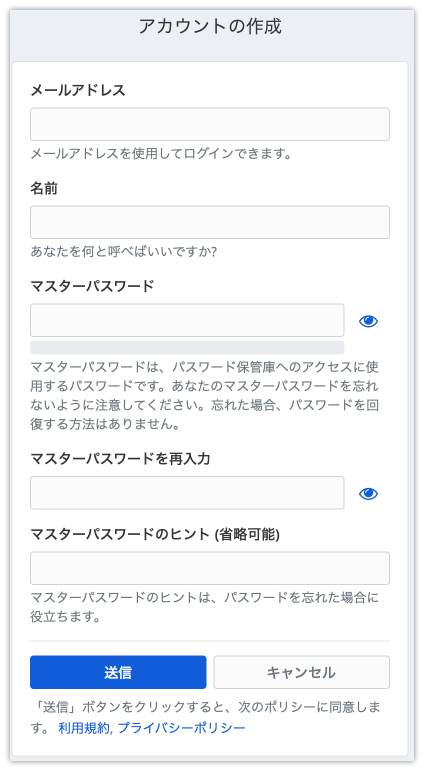 アカウントの作成
メールアドレス
メールアドレスを使用してログインできます。
名前
あなたを何と呼べばいいですか?
マスターパスワード
マスターパスワードは、パスワード保管庫へのアクセスに使
用するパスワードです。あなたのマスターパスワードを忘れ
ないように注意してください。忘れた場合、パスワードを回
復する方法はありません。
マスターパスワードを再入力
マスターパスワードのヒント (省略可能)
マスターパスワードのヒントは、パスワードを忘れた場合に
役立ちます。
送信 キャンセル
「送信」ボタンをクリックすると、次のポリシーに同意しま
す。 利用規約, プライバシーポリシー